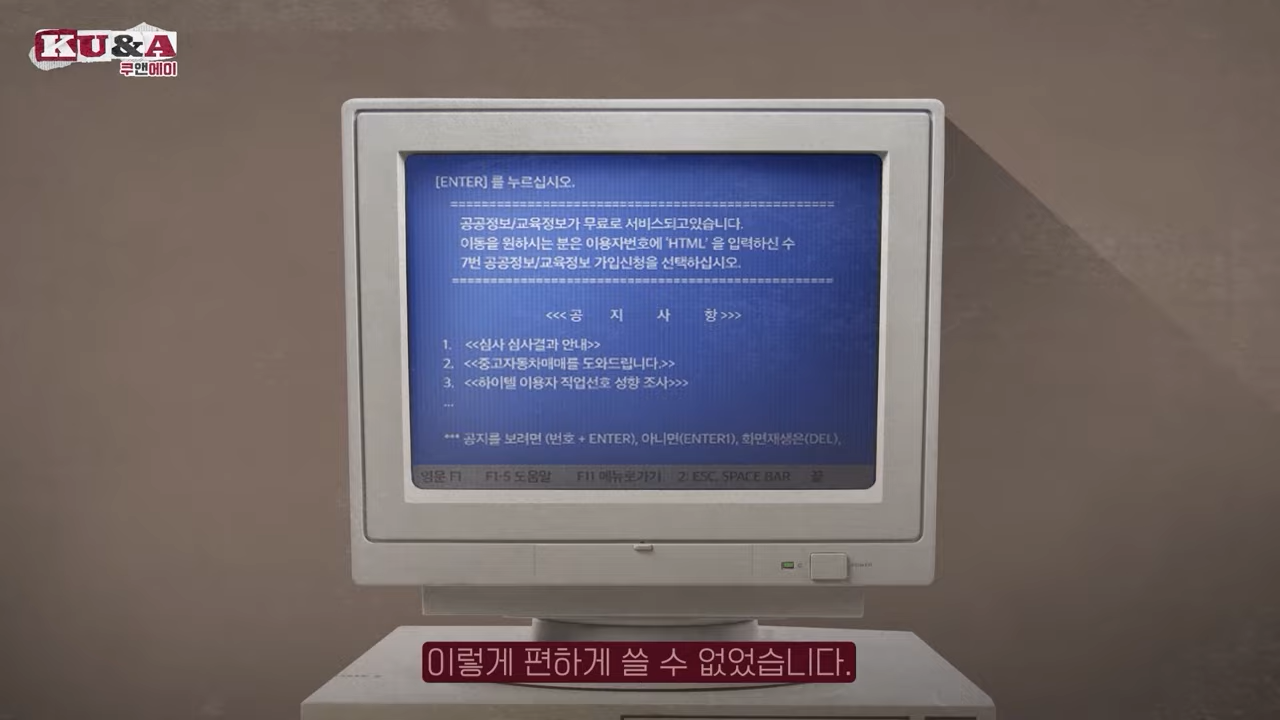 KU&A
쿠앤에이
[ENTER] 를 누르십시오.
==================================================
공공정보/교육정보가 무료로 서비스되고있습니다.
이동을 원하시는 분은 이용자번호에 'HTML' 을 입력하신 수
7번 공공정보/교육정보 가입신청을 선택하십시오.
==================================================
<<< 공 지 사 항 >>>
1. <<심사 심사결과 안내>>
2. <<중고자동차매매를 도와드립니다.>>
3. <<하이텔 이용자 직업선호 성향 조사>>>
...
*** 공지를 보려면 (번호 + ENTER), 아니면(ENTER1), 화면재생은(DEL),
영문 F1 F1-5 도움말 F11 메뉴로가기 2: ESC, SPACE BAR 끝
POWER
이렇게 편하게 쓸 수 없었습니다.